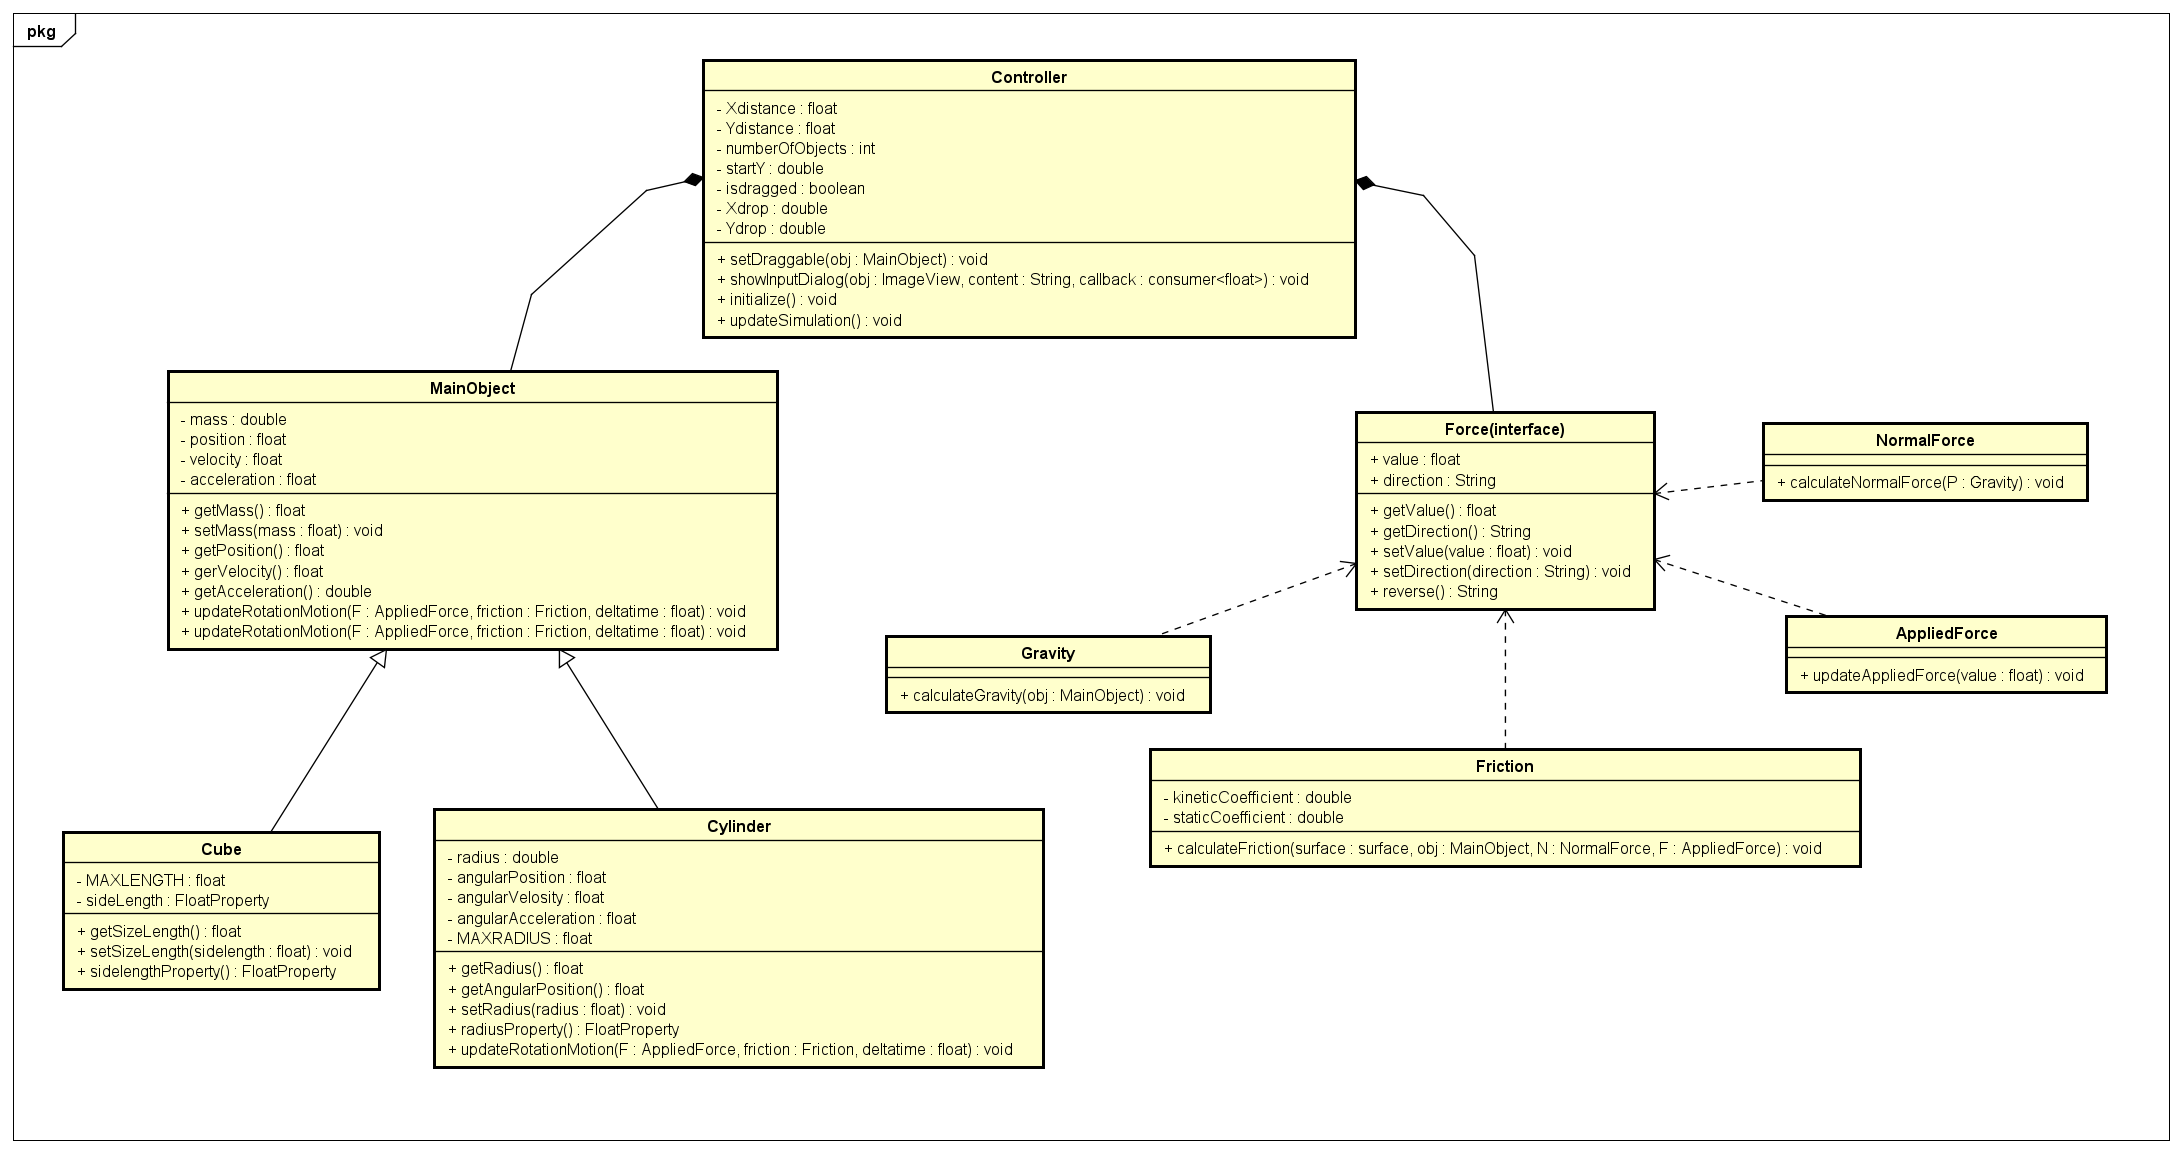 pkg
Controller
- Xdistance : float
- Ydistance : float
- numberOfObjects : int
- startY : double
- isdragged : boolean
- Xdrop : double
- Ydrop : double
+ setDraggable(obj : MainObject) : void
+ showInputDialog(obj : ImageView, content : String, callback : consumer<float>) : void
+ initialize() : void
+ updateSimulation() : void
MainObject
- mass : double
- position : float
- velocity : float
- acceleration : float
+ getMass() : float
+ setMass(mass : float) : void
+ getPosition() : float
+ gerVelocity() : float
+ getAcceleration() : double
+ updateRotationMotion(F : AppliedForce, friction : Friction, deltatime : float) : void
+ updateRotationMotion(F : AppliedForce, friction : Friction, deltatime : float) : void
Force(interface)
+ value : float
+ direction : String
+ getValue() : float
+ getDirection() : String
+ setValue(value : float) : void
+ setDirection(direction : String) : void
+ reverse() : String
NormalForce
+ calculateNormalForce(P : Gravity) : void
Gravity
+ calculateGravity(obj : MainObject) : void
AppliedForce
+ updateAppliedForce(value : float) : void
Friction
- kineticCoefficient : double
- staticCoefficient : double
+ calculateFriction(surface : surface, obj : MainObject, N : NormalForce, F : AppliedForce) : void
Cube
- MAXLENGTH : float
- sideLength : FloatProperty
+ getSizeLength() : float
+ setSizeLength(sidelength : float) : void
+ sidelengthProperty() : FloatProperty
Cylinder
- radius : double
- angularPosition : float
- angularVelosity : float
- angularAcceleration : float
- MAXRADIUS : float
+ getRadius() : float
+ getAngularPosition() : float
+ setRadius(radius : float) : void
+ radiusProperty() : FloatProperty
+ updateRotationMotion(F : AppliedForce, friction : Friction, deltatime : float) : void